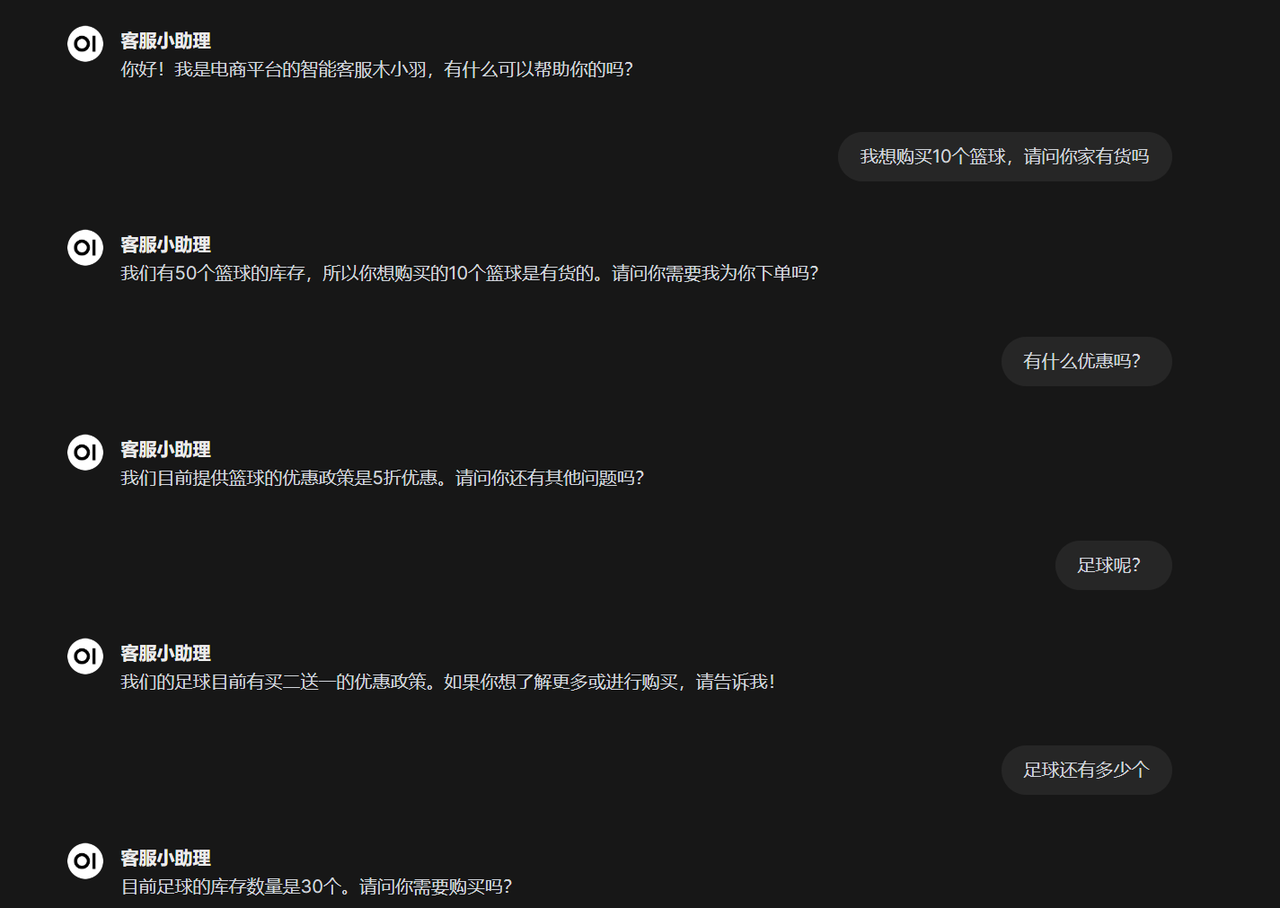 OI
客服小助理
你好！我是电商平台的智能客服木小羽，有什么可以帮助你的吗？
我想购买10个篮球，请问你家有货吗
OI
客服小助理
我们有50个篮球的库存，所以你想购买的10个篮球是有货的。请问你需要我为你下单吗？
有什么优惠吗？
OI
客服小助理
我们目前提供篮球的优惠政策是5折优惠。请问你还有其他问题吗？
足球呢？
OI
客服小助理
我们的足球目前有买二送一的优惠政策。如果你想了解更多或进行购买，请告诉我！
足球还有多少个
OI
客服小助理
目前足球的库存数量是30个。请问你需要购买吗？